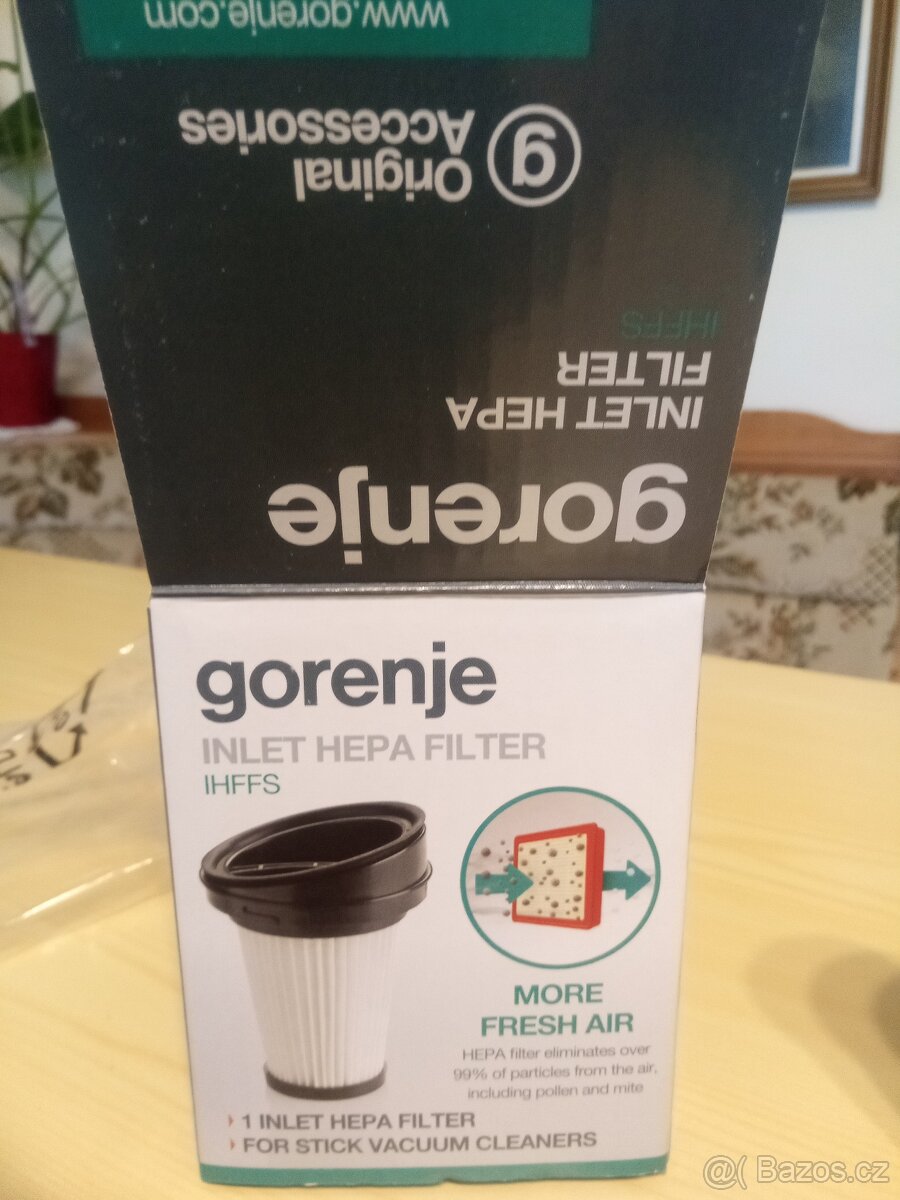 www.gorenje.com
g
Original
Accessories
IHFFS
INLET HEPA
FILTER
gorenje
gorenje
INLET HEPA FILTER
IHFFS
MORE
FRESH AIR
HEPA filter eliminates over
99% of particles from the air,
including pollen and mite
1 INLET HEPA FILTER
FOR STICK VACUUM CLEANERS
@( Bazos.cz